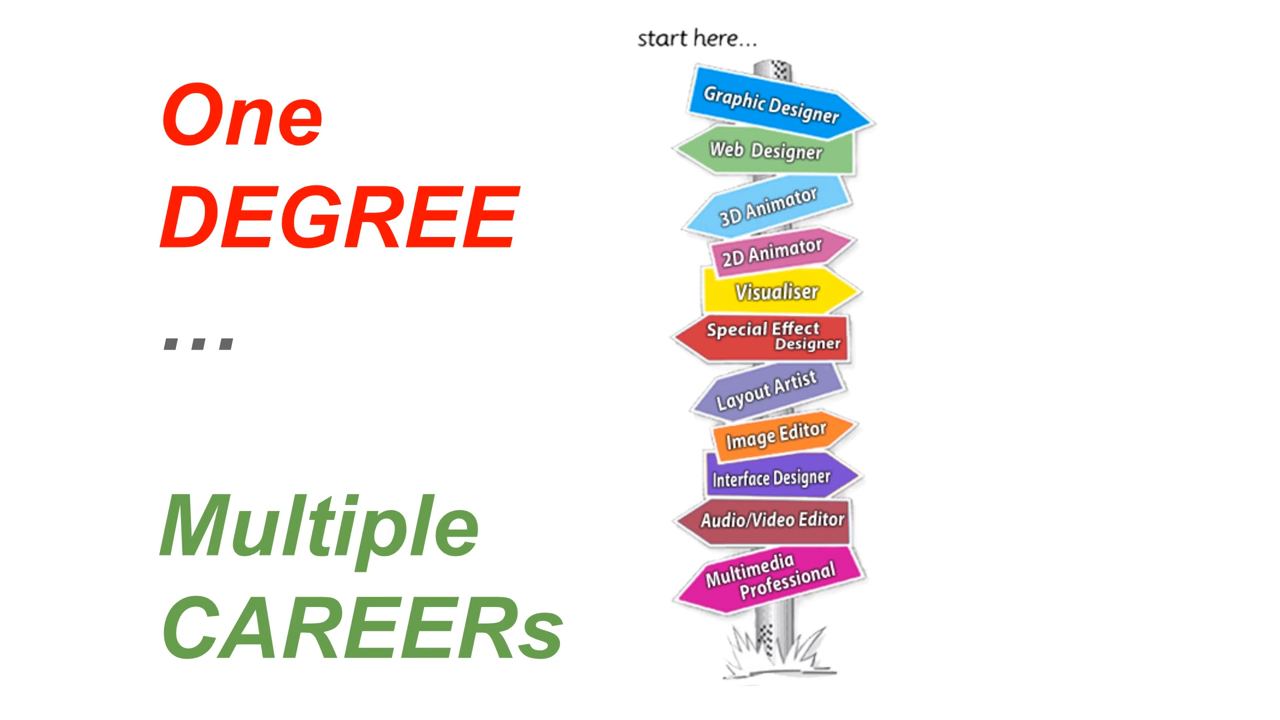 One
DEGREE
…
Multiple
CAREERs
start here...
Graphic Designer
Web Designer
3D Animator
2D Animator
Visualiser
Special Effect
Designer
Layout Artist
Image Editor
Interface Designer
Audio/Video Editor
Multimedia
Professional